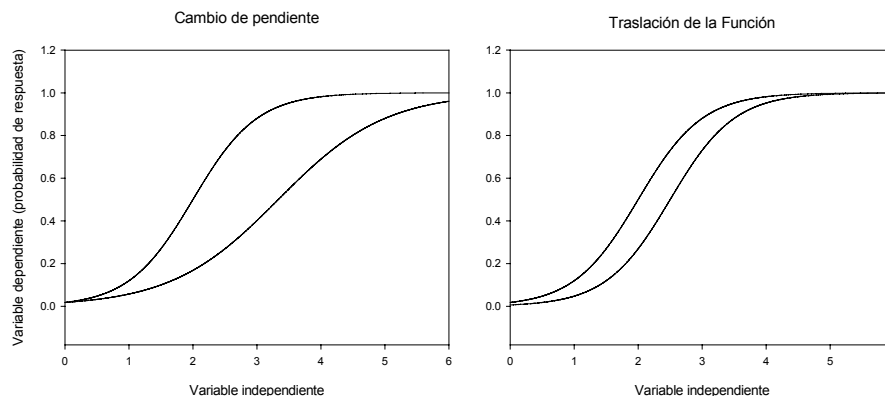 Cambio de pendiente
Traslación de la Función
Variable dependiente (probabilidad de respuesta)
1.2
1.0
0.8
0.6
0.4
0.2
0.0
0 1 2 3 4 5 6
Variable independiente
1.2
1.0
0.8
0.6
0.4
0.2
0.0
0 1 2 3 4 5
Variable independiente